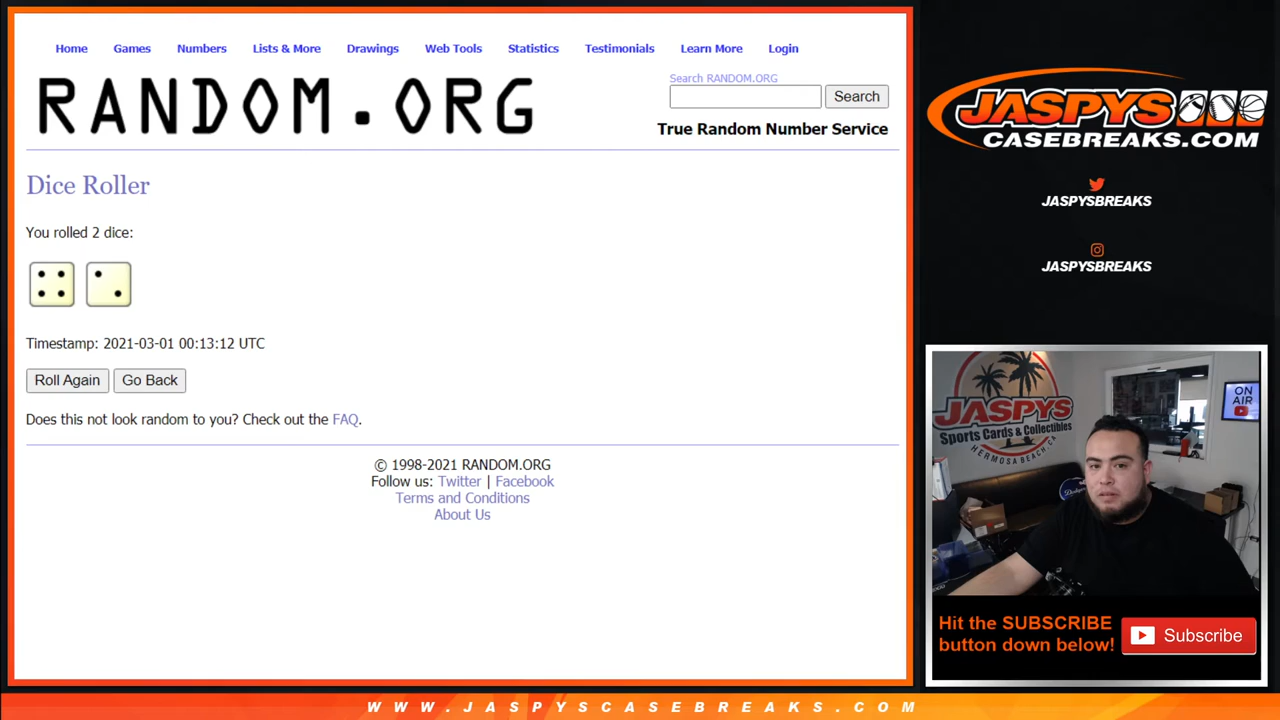 Home Games Numbers Lists & More Drawings Web Tools Statistics Testimonials Learn More Login
RANDOM.ORG
Search RANDOM.ORG
Search
True Random Number Service
Dice Roller
You rolled 2 dice:
Timestamp: 2021-03-01 00:13:12 UTC
Roll Again Go Back
Does this not look random to you? Check out the FAQ.
© 1998-2021 RANDOM.ORG
Follow us: Twitter | Facebook
Terms and Conditions
About Us
JASPYS
CASEBREAKS.COM
JASPYSBREAKS
JASPYSBREAKS
JASPYS
Sports Cards & Collectibles
HERMOSA BEACH, CA
ON
AIR
Dodgers
Hit the SUBSCRIBE
button down below!
Subscribe
WWW.JASPYSCASEBREAKS.COM